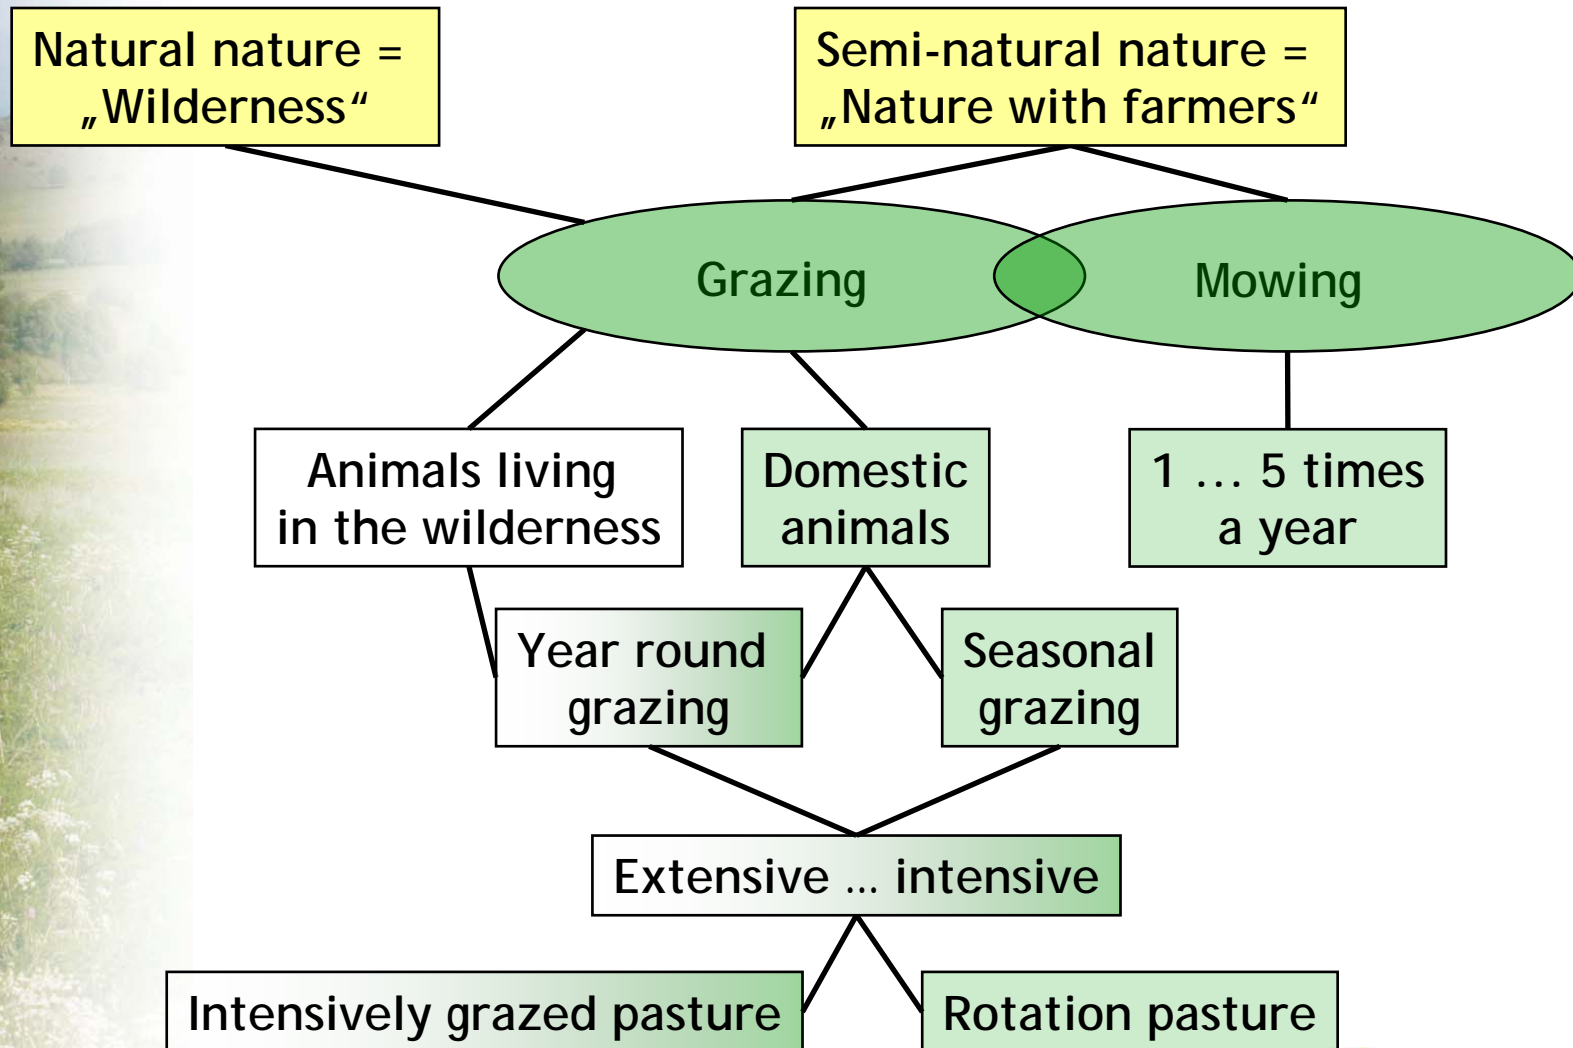 Natural nature =
„Wilderness“
Semi-natural nature =
„Nature with farmers“
Grazing
Mowing
Animals living
in the wilderness
Domestic
animals
1 … 5 times
a year
Year round
grazing
Seasonal
grazing
Extensive … intensive
Intensively grazed pasture
Rotation pasture